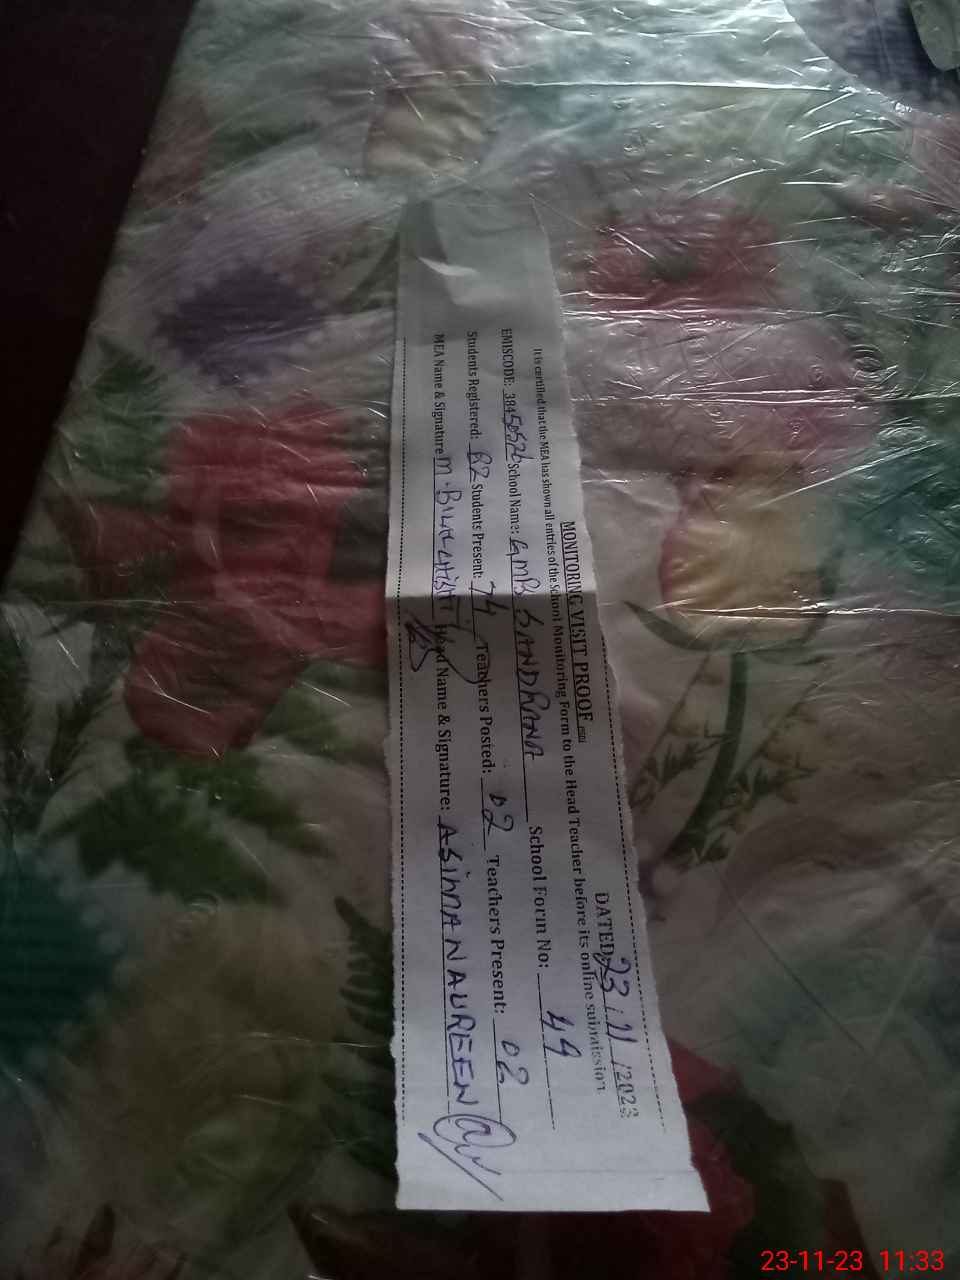 MONITORING VISIT PROOF
DATED: 23/11/2023
It is certified that the MEA has shown all entries of the School Monitoring Form to the Head Teacher before its online submission.
EMISCODE: 384 School Name: GMPS School Form No: 49
Students Registered: 82 Students Present: 74 Teachers Posted: 02 Teachers Present: 02
MEA Name & Signature M. Head Name & Signature: ASIMA NAUREEN
23-11-23 11:33